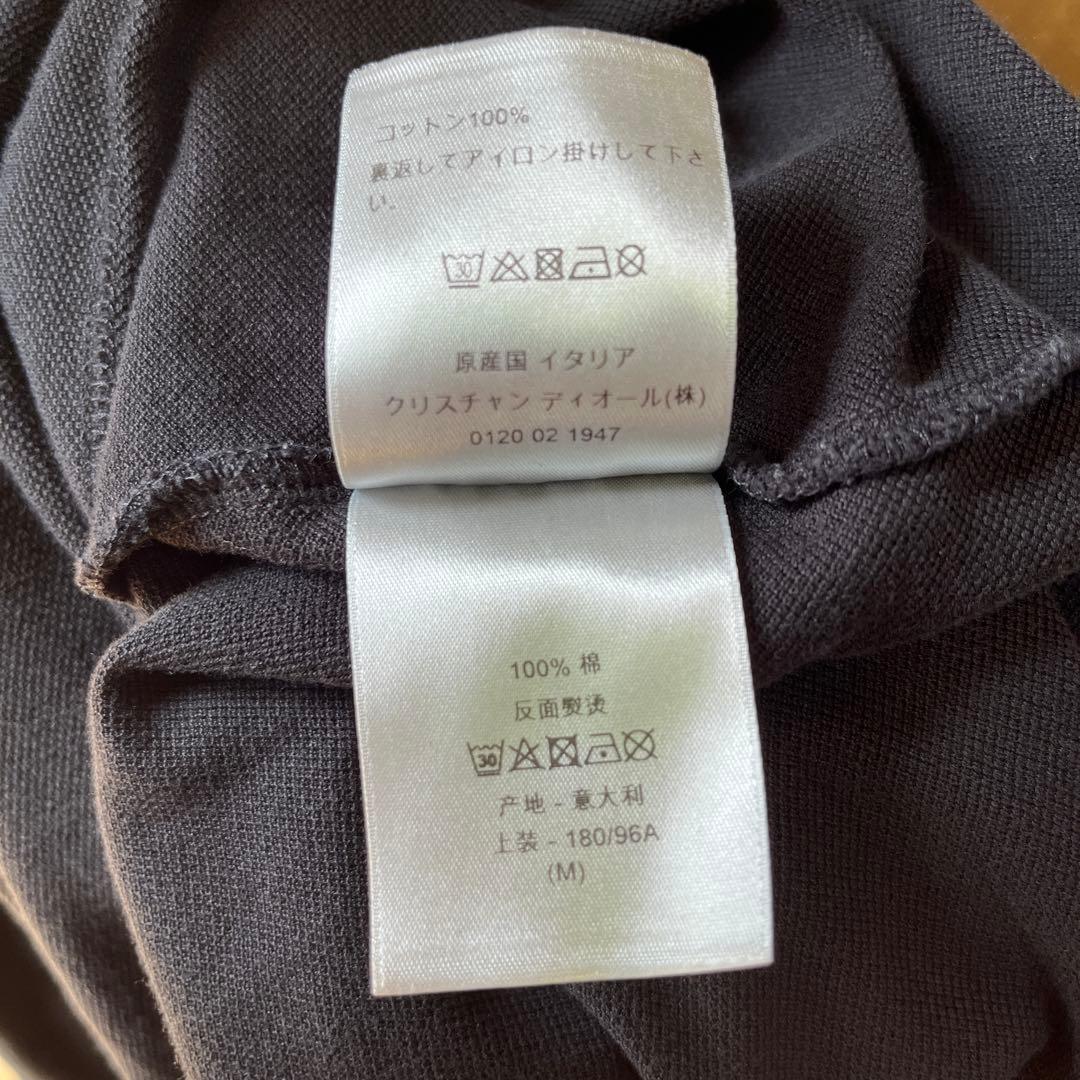 コットン100%
裏返してアイロン掛けして下さ
い.
30
原産国 イタリア
クリスチャン ディオール(株)
0120 02 1947
100% 棉
反面熨烫
30
产地 - 意大利
上装 - 180/96A
(M)